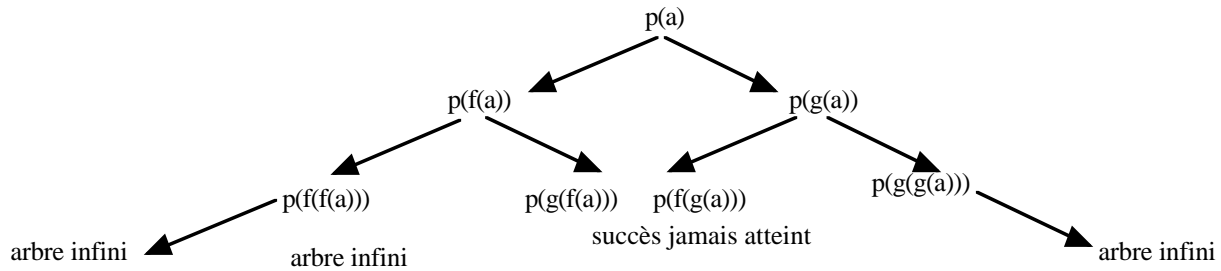 p(a)
p(f(a))
p(g(a))
p(f(f(a)))
p(g(f(a)))
p(f(g(a)))
p(g(g(a)))
arbre infini
arbre infini
succès jamais atteint
arbre infini